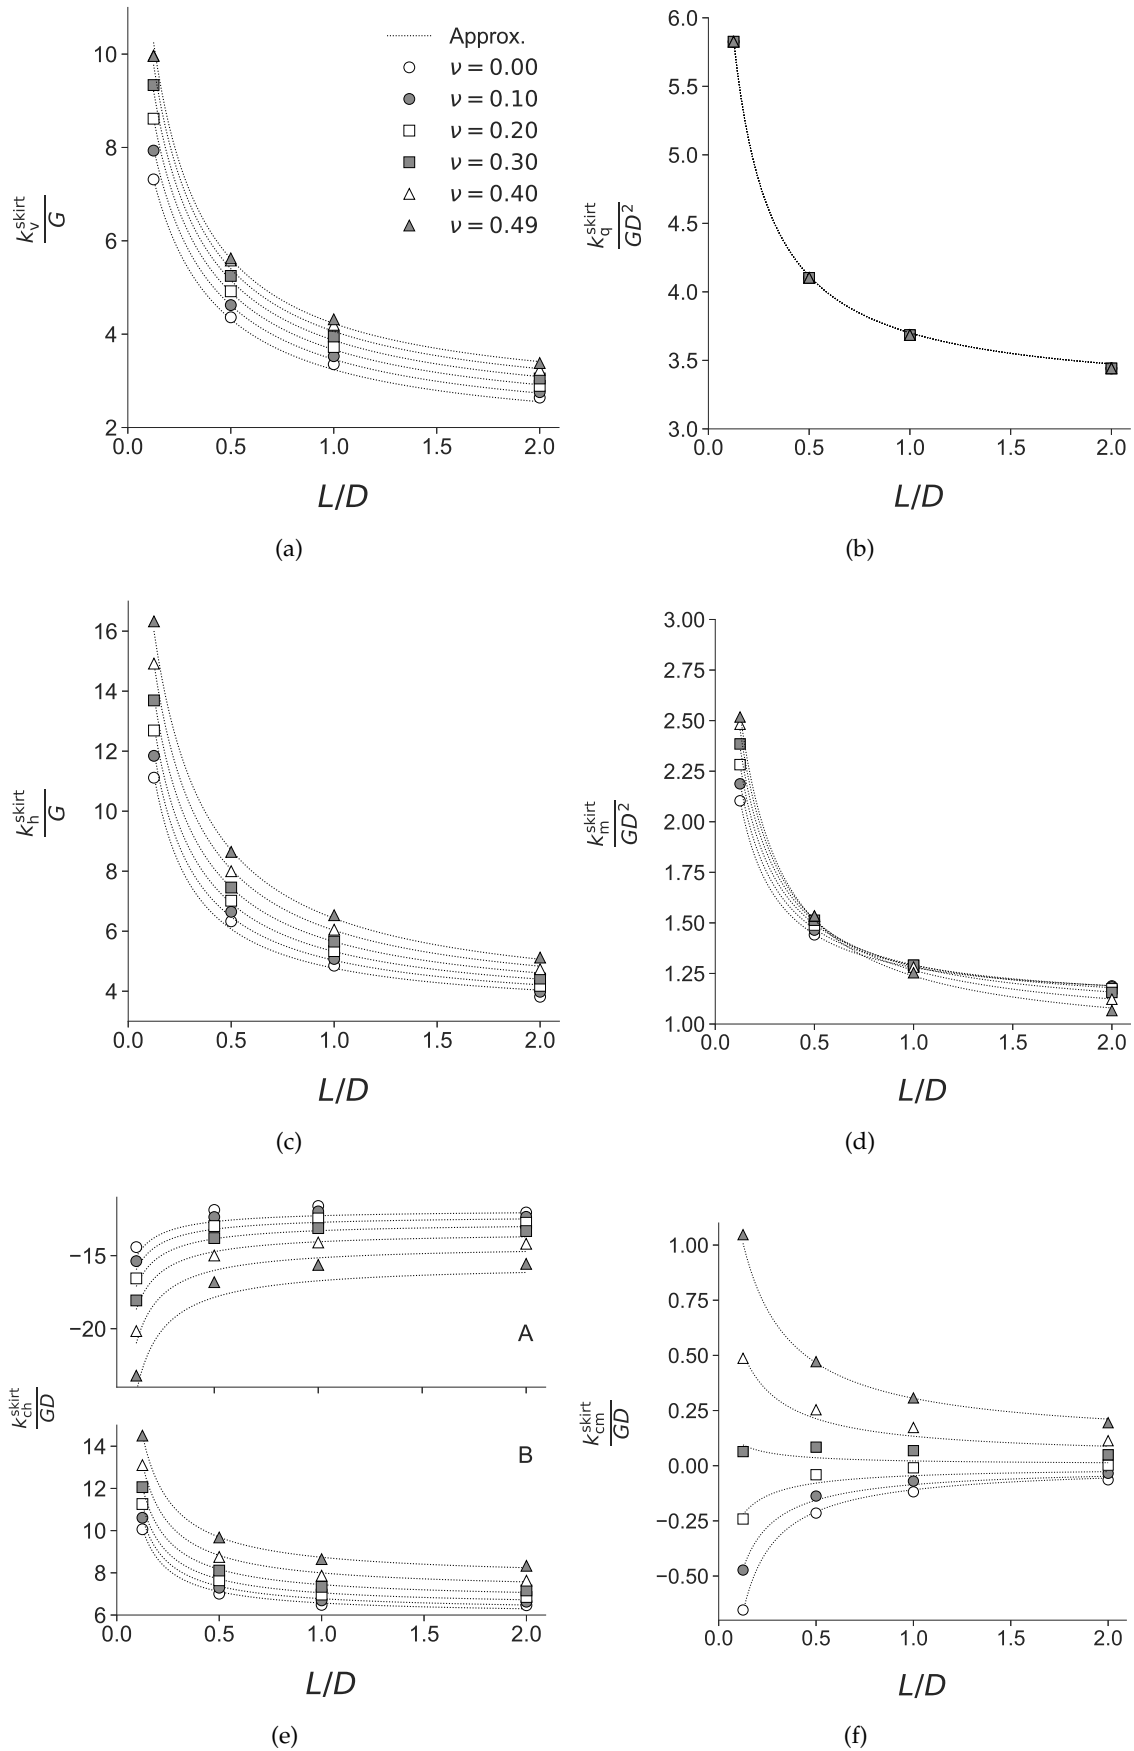 10
8
6
4
2
0.0
0.5
1.0
1.5
2.0
k_v^skirt / G
L/D
Approx.
ν = 0.00
ν = 0.10
ν = 0.20
ν = 0.30
ν = 0.40
ν = 0.49
(a)
6.0
5.5
5.0
4.5
4.0
3.5
3.0
0.0
0.5
1.0
1.5
2.0
k_q^skirt / GD²
L/D
(b)
16
14
12
10
8
6
4
0.0
0.5
1.0
1.5
2.0
k_h^skirt / G
L/D
(c)
3.00
2.75
2.50
2.25
2.00
1.75
1.50
1.25
1.00
0.0
0.5
1.0
1.5
2.0
k_m^skirt / GD²
L/D
(d)
−15
−20
A
k_ch^skirt / GD
14
12
10
8
6
B
0.0
0.5
1.0
1.5
2.0
L/D
(e)
1.00
0.75
0.50
0.25
0.00
−0.25
−0.50
0.0
0.5
1.0
1.5
2.0
k_cm^skirt / GD
L/D
(f)